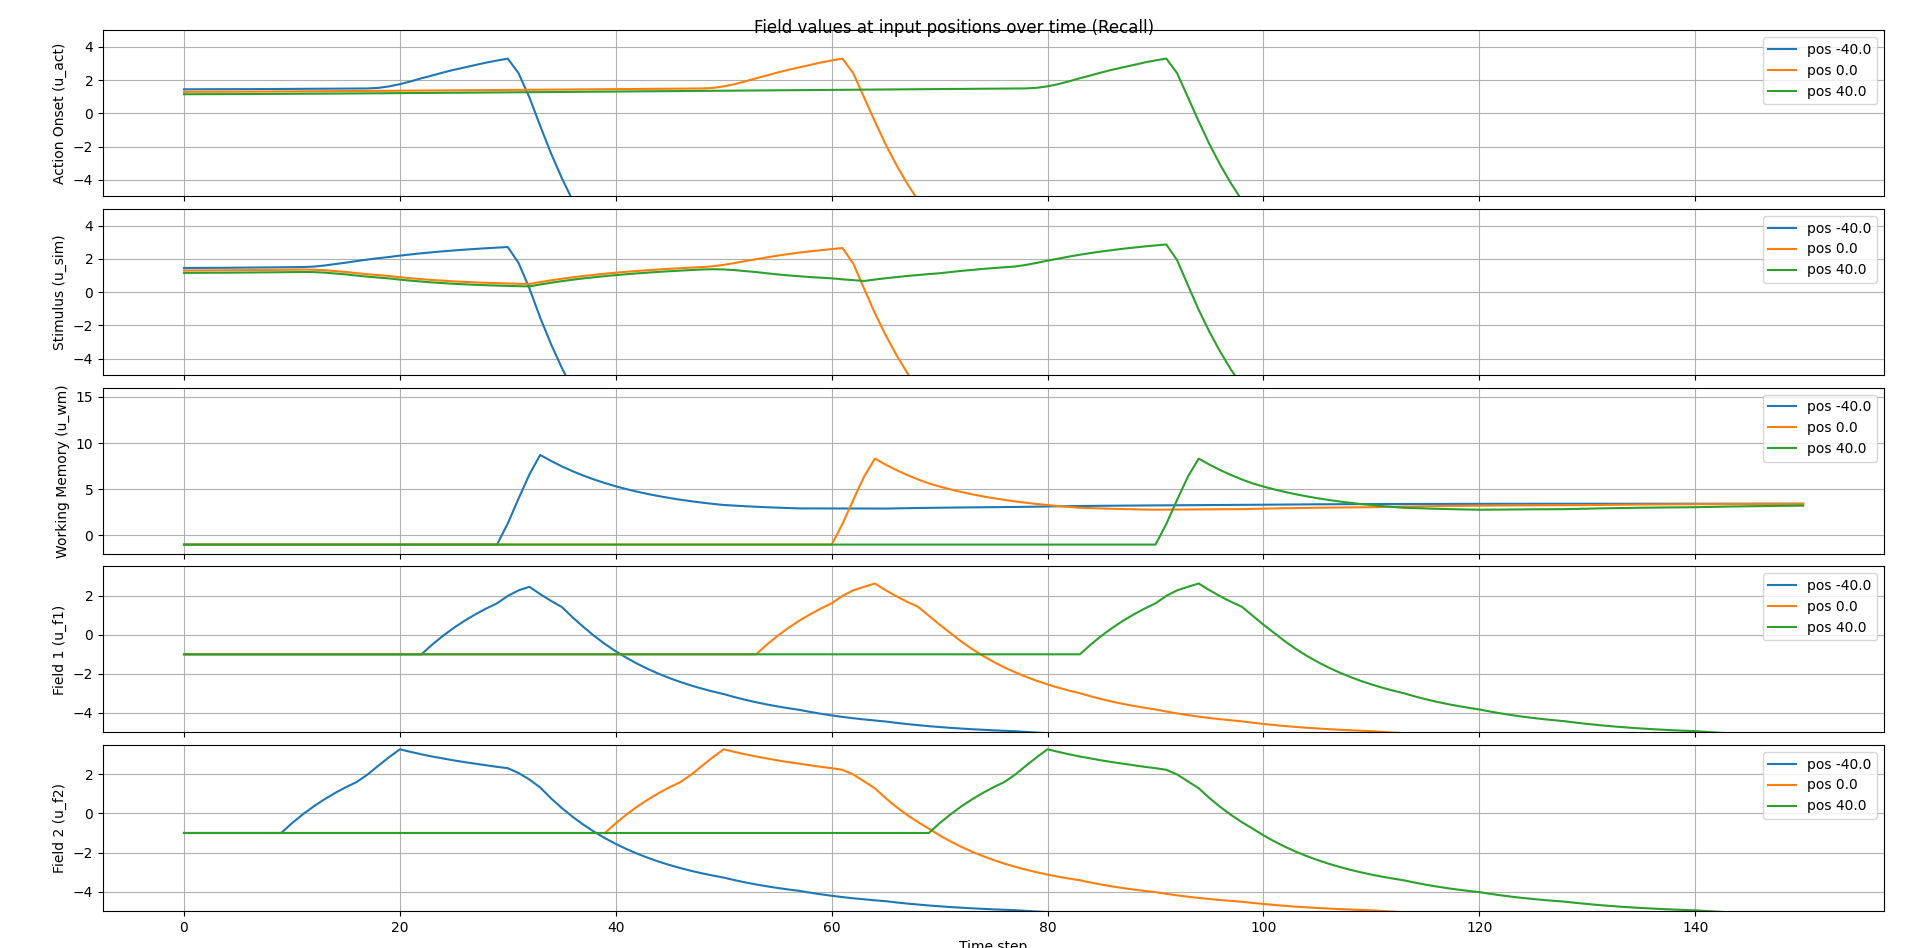 Field values at input positions over time (Recall)
Action Onset (u_act)
4
2
0
−2
−4
pos -40.0
pos 0.0
pos 40.0
Stimulus (u_sim)
4
2
0
−2
−4
pos -40.0
pos 0.0
pos 40.0
Working Memory (u_wm)
15
10
5
0
pos -40.0
pos 0.0
pos 40.0
Field 1 (u_f1)
2
0
−2
−4
pos -40.0
pos 0.0
pos 40.0
Field 2 (u_f2)
2
0
−2
−4
pos -40.0
pos 0.0
pos 40.0
0 20 40 60 80 100 120 140
Time step